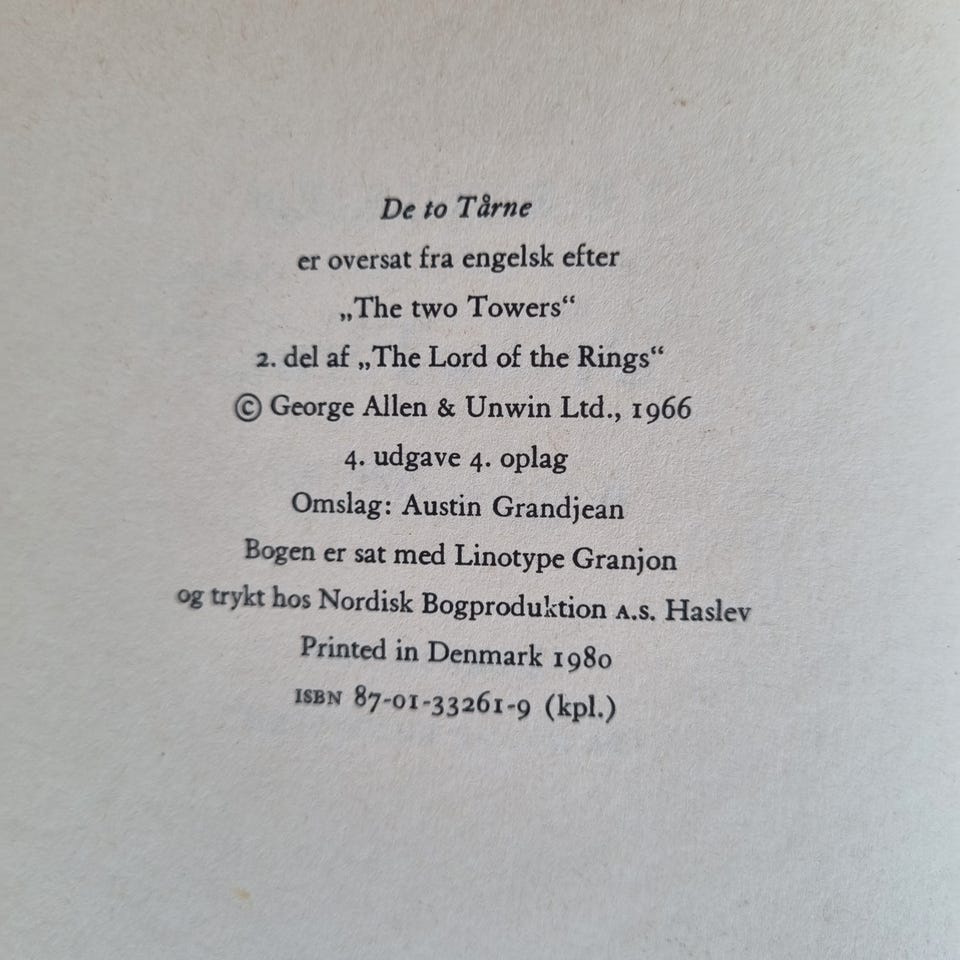 De to Tårne
er oversat fra engelsk efter
„The two Towers“
2. del af „The Lord of the Rings“
© George Allen & Unwin Ltd., 1966
4. udgave 4. oplag
Omslag: Austin Grandjean
Bogen er sat med Linotype Granjon
og trykt hos Nordisk Bogproduktion A.S. Haslev
Printed in Denmark 1980
ISBN 87-01-33261-9 (kpl.)